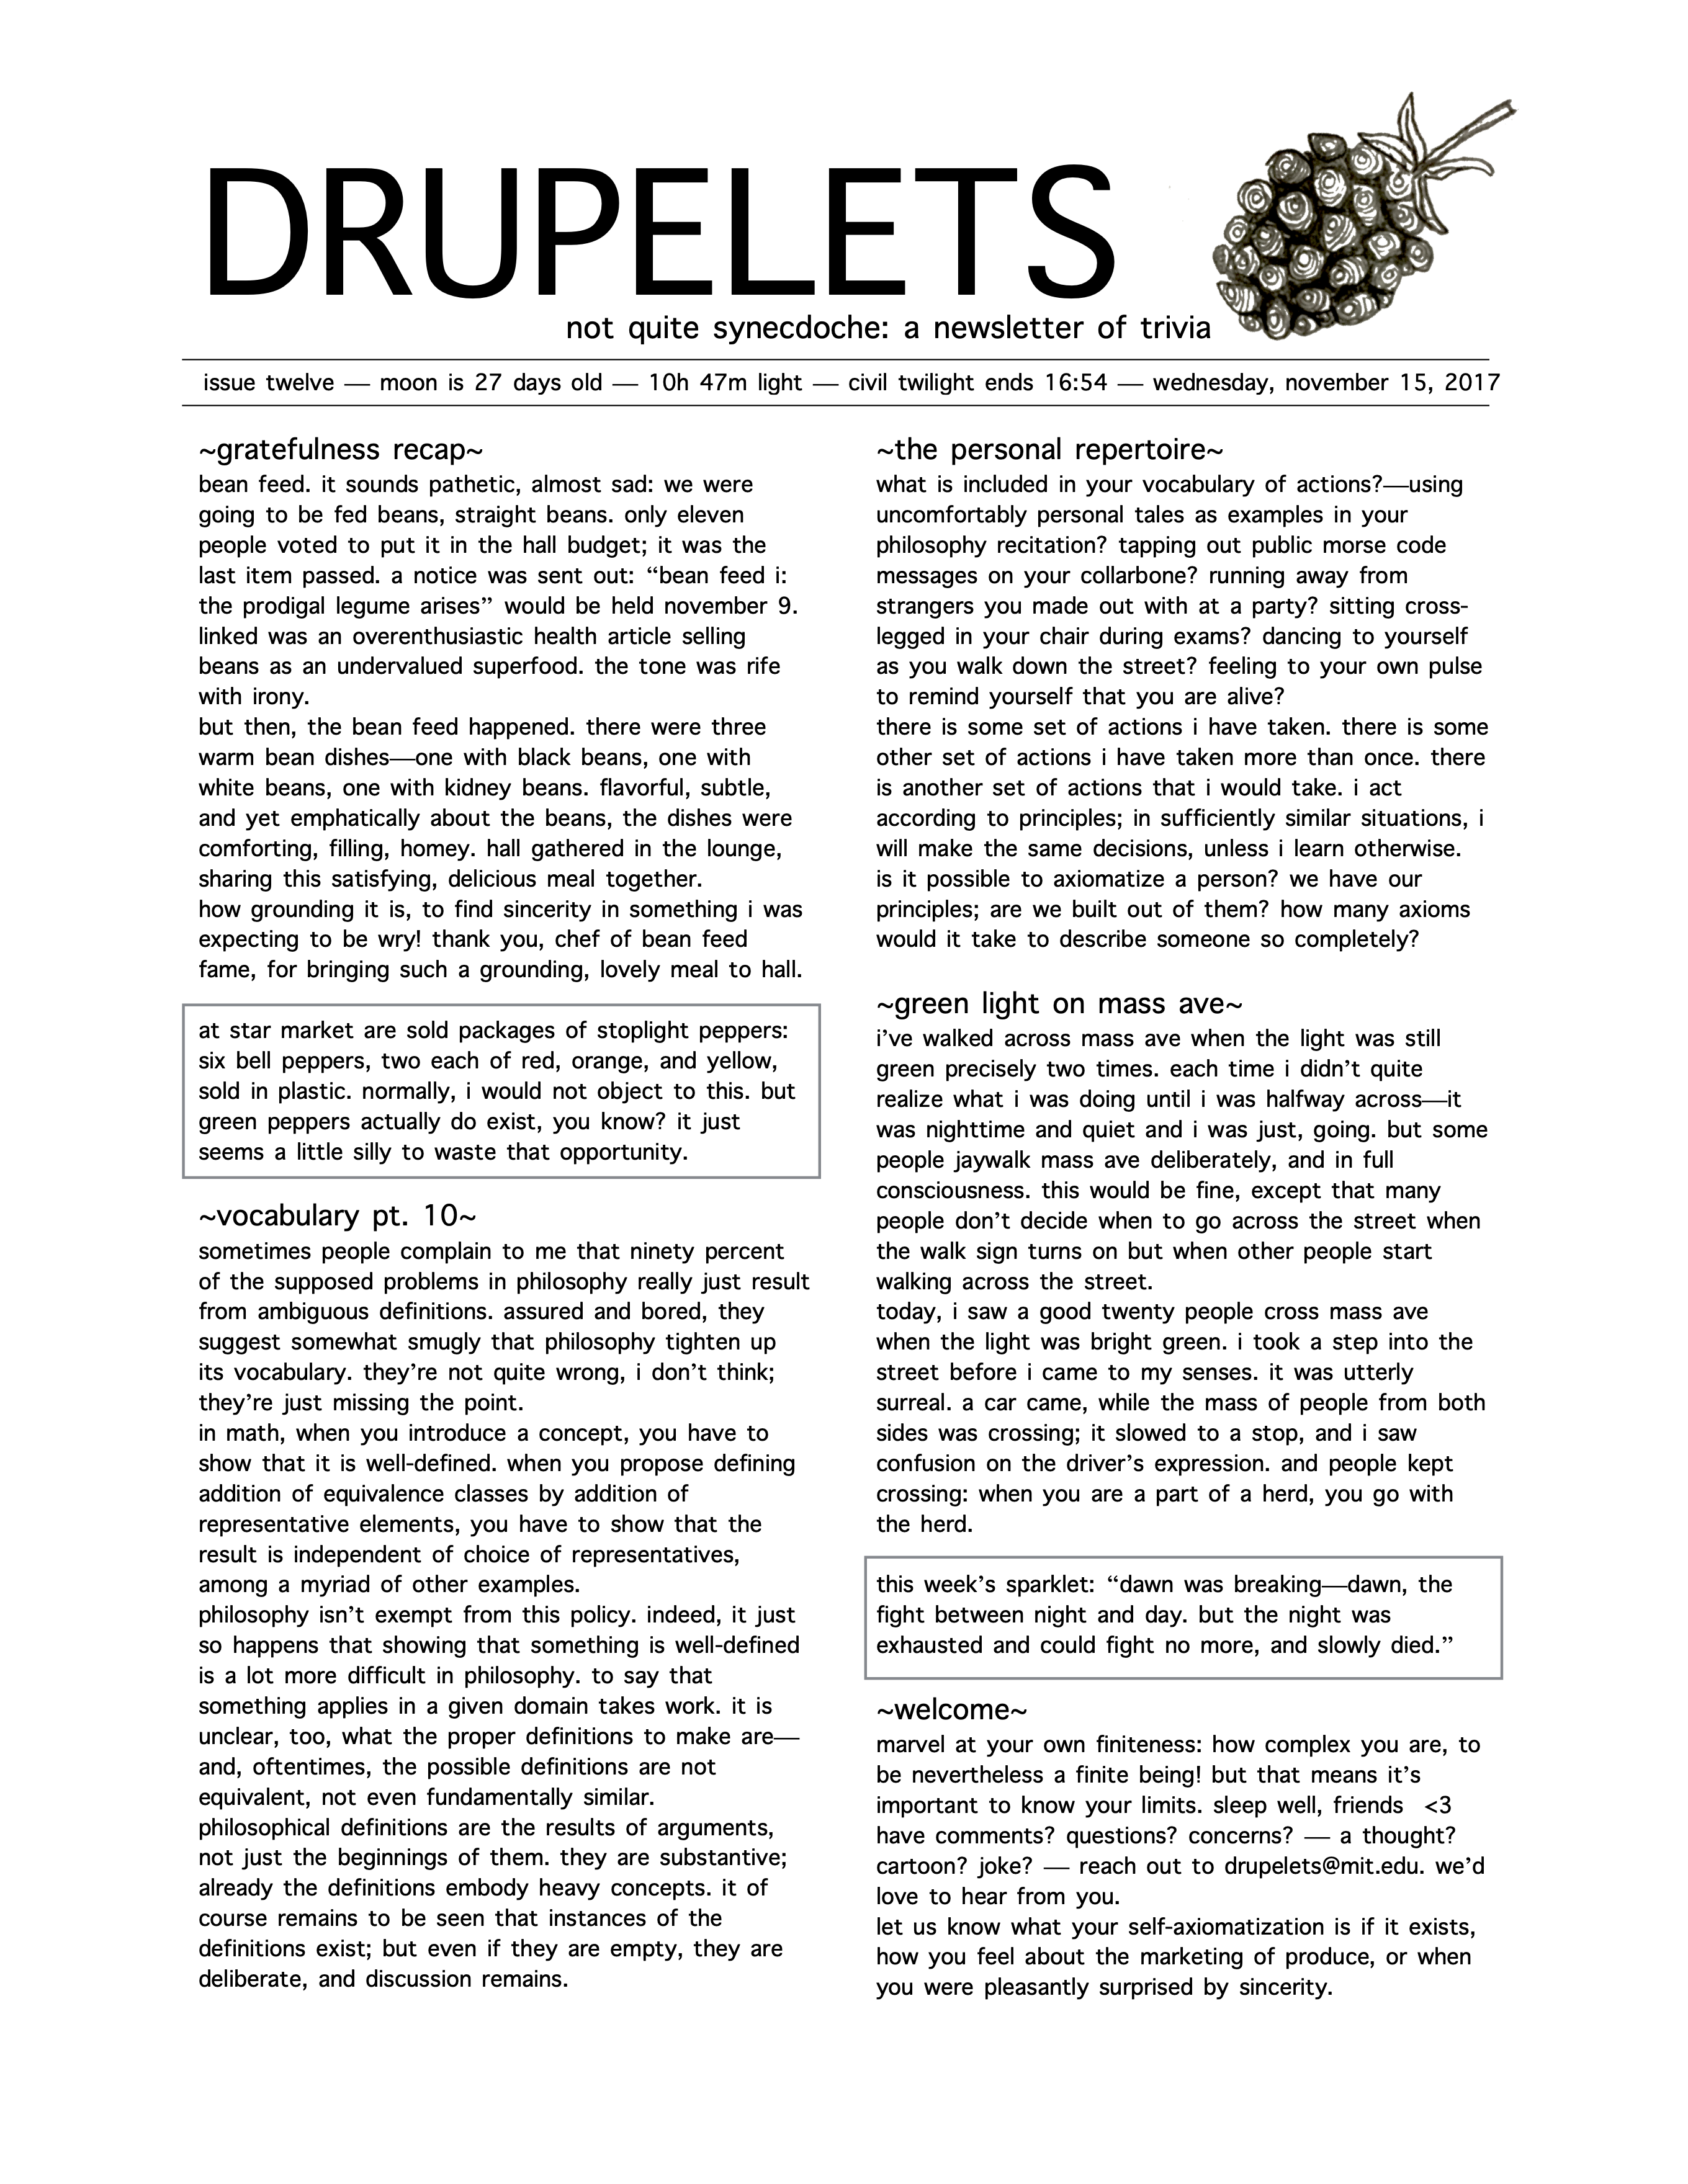 DRUPELETS
not quite synecdoche: a newsletter of trivia
issue twelve — moon is 27 days old — 10h 47m light — civil twilight ends 16:54 — wednesday, november 15, 2017
~gratefulness recap~
bean feed. it sounds pathetic, almost sad: we were
going to be fed beans, straight beans. only eleven
people voted to put it in the hall budget; it was the
last item passed. a notice was sent out: “bean feed i:
the prodigal legume arises” would be held november 9.
linked was an overenthusiastic health article selling
beans as an undervalued superfood. the tone was rife
with irony.
but then, the bean feed happened. there were three
warm bean dishes—one with black beans, one with
white beans, one with kidney beans. flavorful, subtle,
and yet emphatically about the beans, the dishes were
comforting, filling, homey. hall gathered in the lounge,
sharing this satisfying, delicious meal together.
how grounding it is, to find sincerity in something i was
expecting to be wry! thank you, chef of bean feed
fame, for bringing such a grounding, lovely meal to hall.
at star market are sold packages of stoplight peppers:
six bell peppers, two each of red, orange, and yellow,
sold in plastic. normally, i would not object to this. but
green peppers actually do exist, you know? it just
seems a little silly to waste that opportunity.
~vocabulary pt. 10~
sometimes people complain to me that ninety percent
of the supposed problems in philosophy really just result
from ambiguous definitions. assured and bored, they
suggest somewhat smugly that philosophy tighten up
its vocabulary. they’re not quite wrong, i don’t think;
they’re just missing the point.
in math, when you introduce a concept, you have to
show that it is well-defined. when you propose defining
addition of equivalence classes by addition of
representative elements, you have to show that the
result is independent of choice of representatives,
among a myriad of other examples.
philosophy isn’t exempt from this policy. indeed, it just
so happens that showing that something is well-defined
is a lot more difficult in philosophy. to say that
something applies in a given domain takes work. it is
unclear, too, what the proper definitions to make are—
and, oftentimes, the possible definitions are not
equivalent, not even fundamentally similar.
philosophical definitions are the results of arguments,
not just the beginnings of them. they are substantive;
already the definitions embody heavy concepts. it of
course remains to be seen that instances of the
definitions exist; but even if they are empty, they are
deliberate, and discussion remains.
~the personal repertoire~
what is included in your vocabulary of actions?—using
uncomfortably personal tales as examples in your
philosophy recitation? tapping out public morse code
messages on your collarbone? running away from
strangers you made out with at a party? sitting cross-
legged in your chair during exams? dancing to yourself
as you walk down the street? feeling to your own pulse
to remind yourself that you are alive?
there is some set of actions i have taken. there is some
other set of actions i have taken more than once. there
is another set of actions that i would take. i act
according to principles; in sufficiently similar situations, i
will make the same decisions, unless i learn otherwise.
is it possible to axiomatize a person? we have our
principles; are we built out of them? how many axioms
would it take to describe someone so completely?
~green light on mass ave~
i’ve walked across mass ave when the light was still
green precisely two times. each time i didn’t quite
realize what i was doing until i was halfway across—it
was nighttime and quiet and i was just, going. but some
people jaywalk mass ave deliberately, and in full
consciousness. this would be fine, except that many
people don’t decide when to go across the street when
the walk sign turns on but when other people start
walking across the street.
today, i saw a good twenty people cross mass ave
when the light was bright green. i took a step into the
street before i came to my senses. it was utterly
surreal. a car came, while the mass of people from both
sides was crossing; it slowed to a stop, and i saw
confusion on the driver’s expression. and people kept
crossing: when you are a part of a herd, you go with
the herd.
this week’s sparklet: “dawn was breaking—dawn, the
fight between night and day. but the night was
exhausted and could fight no more, and slowly died.”
~welcome~
marvel at your own finiteness: how complex you are, to
be nevertheless a finite being! but that means it’s
important to know your limits. sleep well, friends <3
have comments? questions? concerns? — a thought?
cartoon? joke? — reach out to drupelets@mit.edu. we’d
love to hear from you.
let us know what your self-axiomatization is if it exists,
how you feel about the marketing of produce, or when
you were pleasantly surprised by sincerity.